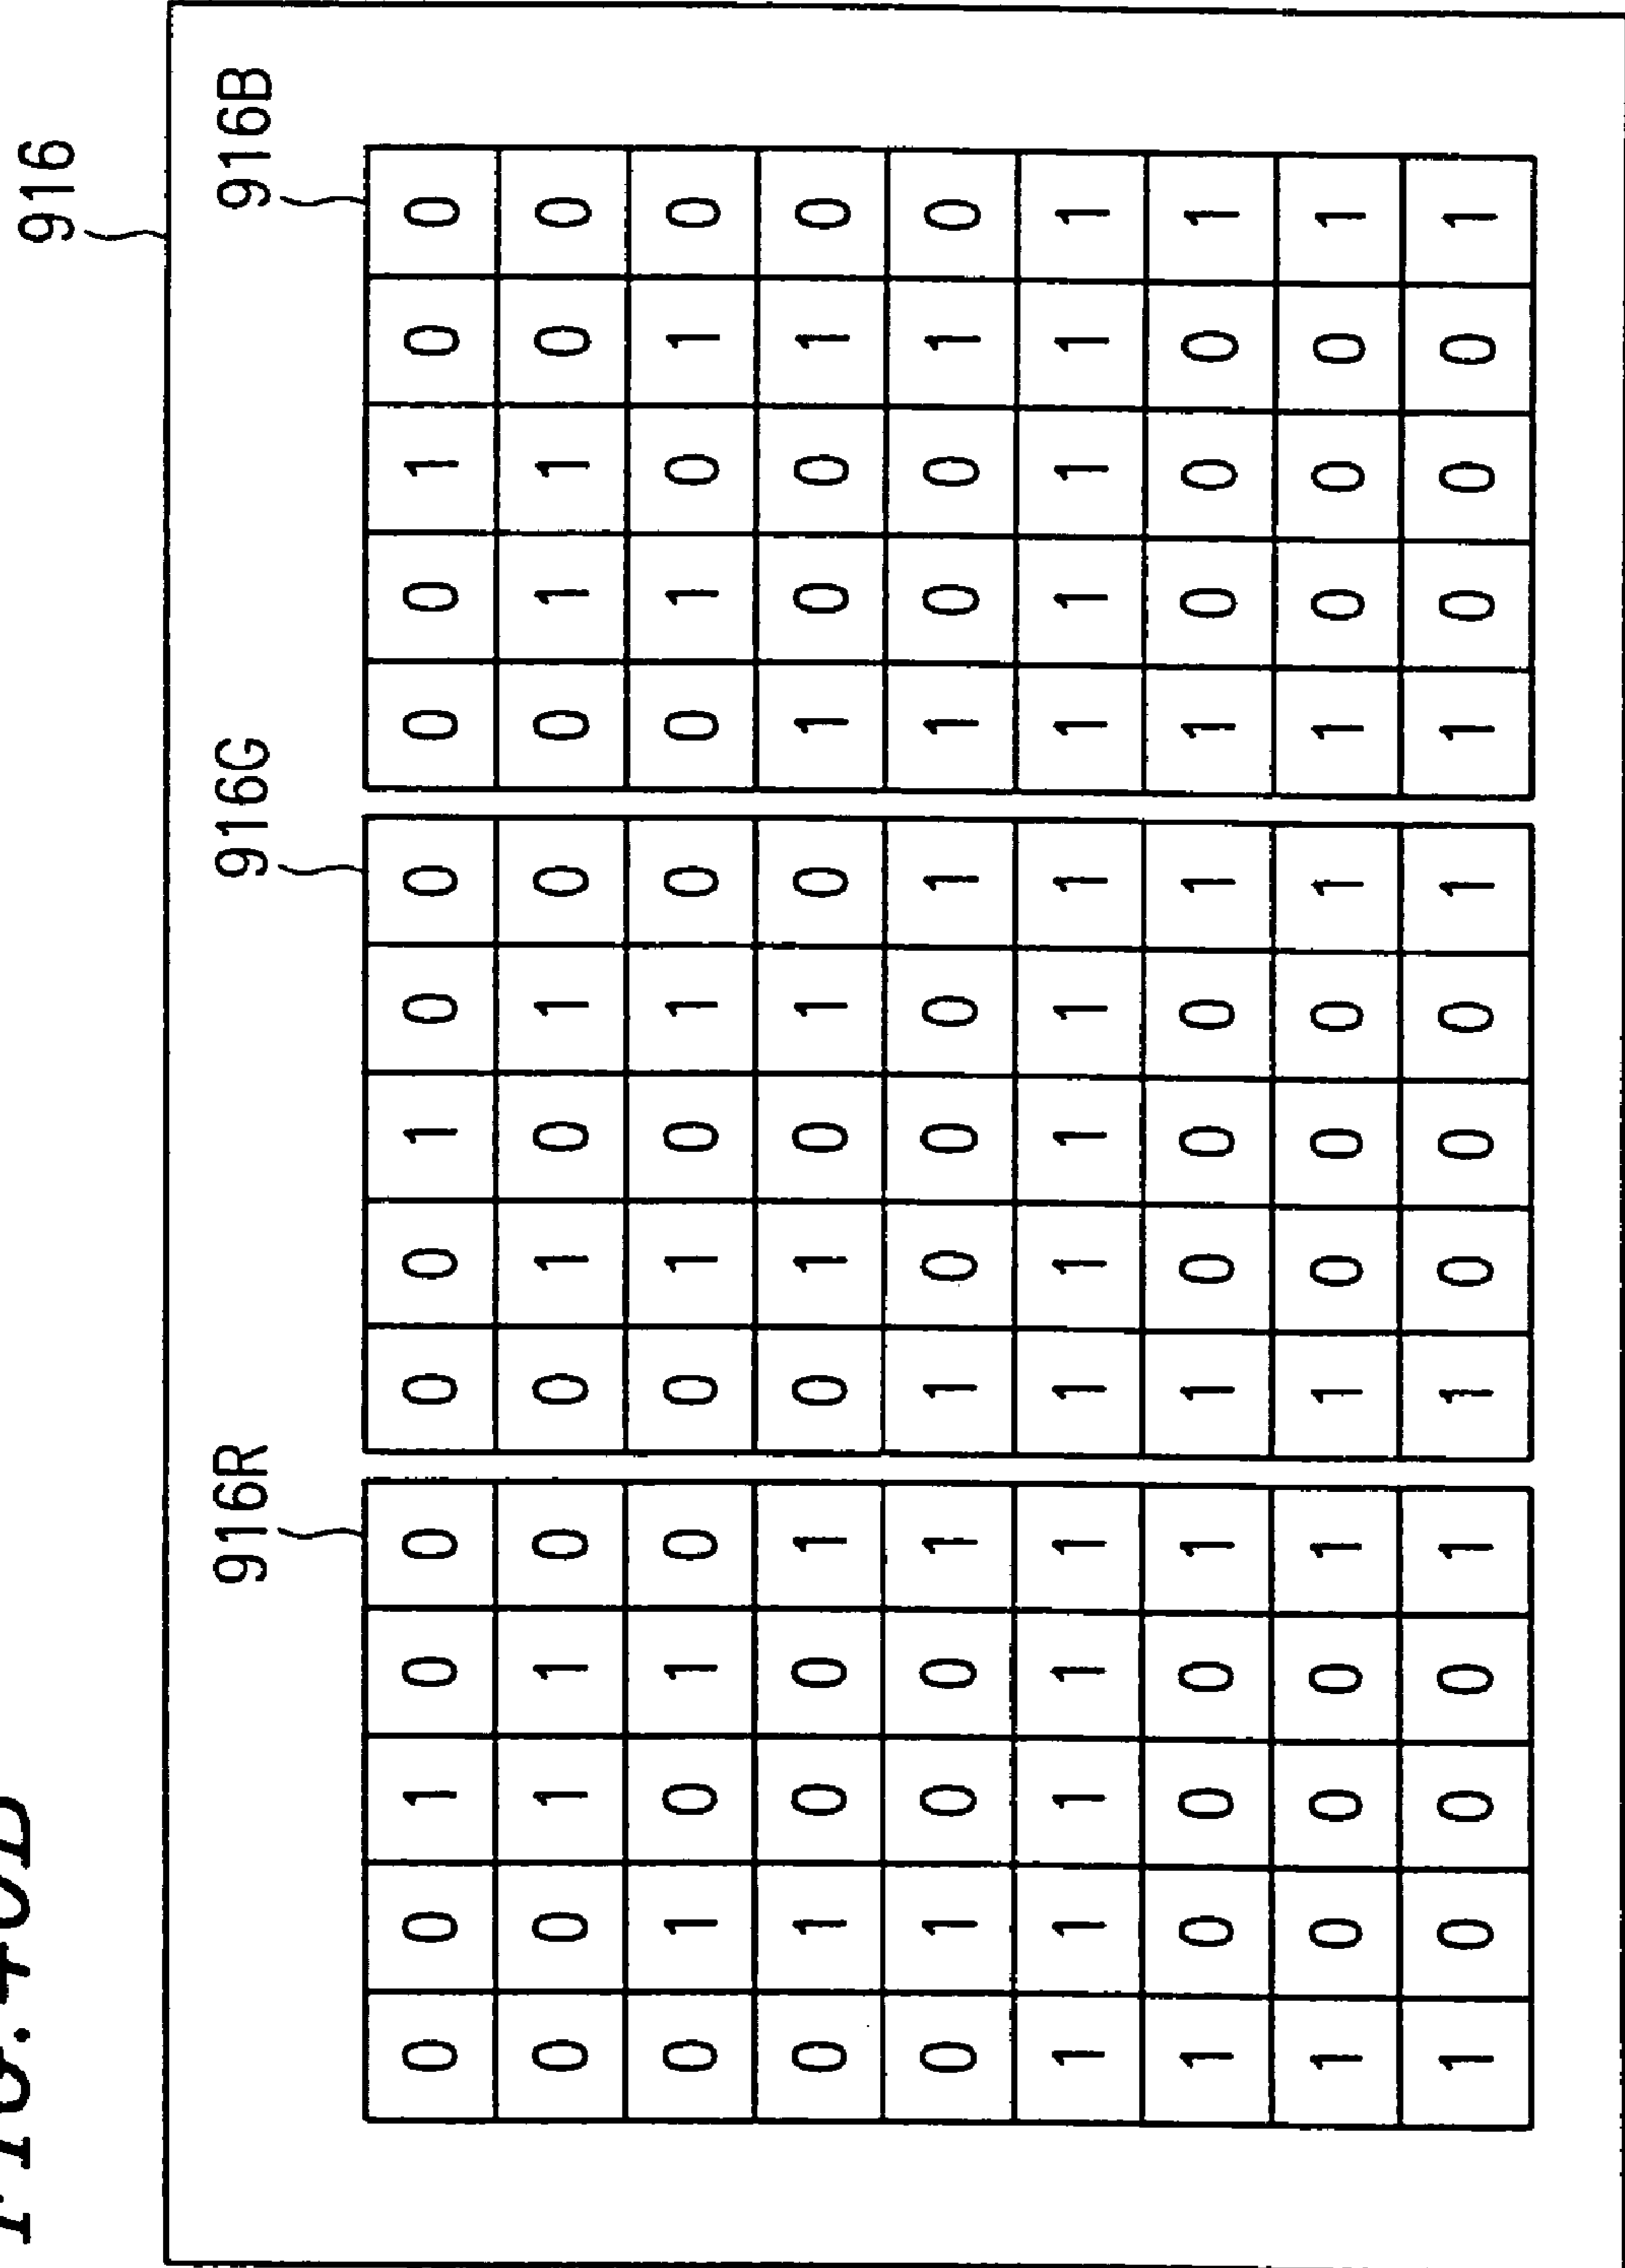 916
916R 916G 916B
0 0 1 0 0 0 0 1 0 0 0 0 1 0 0
0 0 1 1 0 0 1 0 1 0 0 1 1 0 0
0 1 0 1 0 0 1 0 1 0 0 1 0 1 0
0 1 0 0 1 0 1 0 1 0 1 0 0 1 0
0 1 0 0 1 1 0 0 0 1 1 0 0 1 0
1 1 1 1 1 1 1 1 1 1 1 1 1 1 1
1 0 0 0 1 1 0 0 0 1 1 0 0 0 1
1 0 0 0 1 1 0 0 0 1 1 0 0 0 1
1 0 0 0 1 1 0 0 0 1 1 0 0 0 1